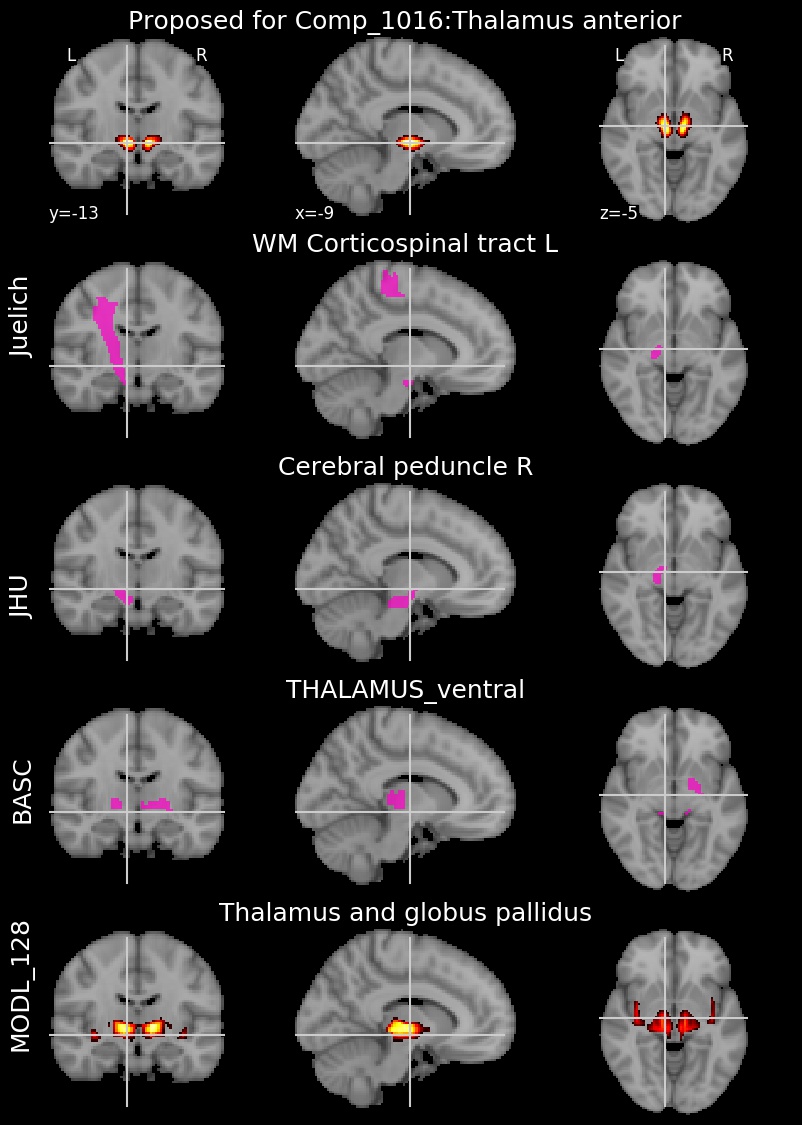 Proposed for Comp_1016:Thalamus anterior
L R L R
y=-13 x=-9 z=-5
WM Corticospinal tract L
Juelich
Cerebral peduncle R
JHU
THALAMUS_ventral
BASC
Thalamus and globus pallidus
MODL_128